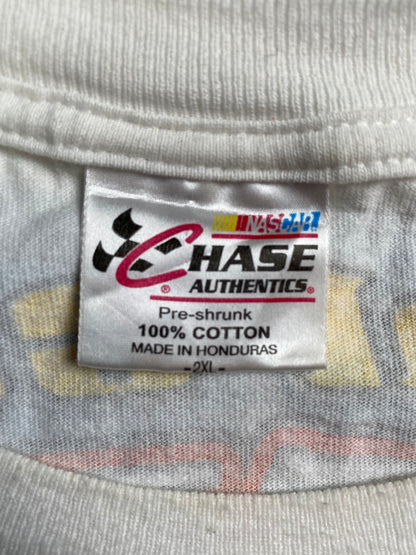 NASCAR®
CHASE
® AUTHENTICS®
Pre-shrunk
100% COTTON
MADE IN HONDURAS
-2XL-